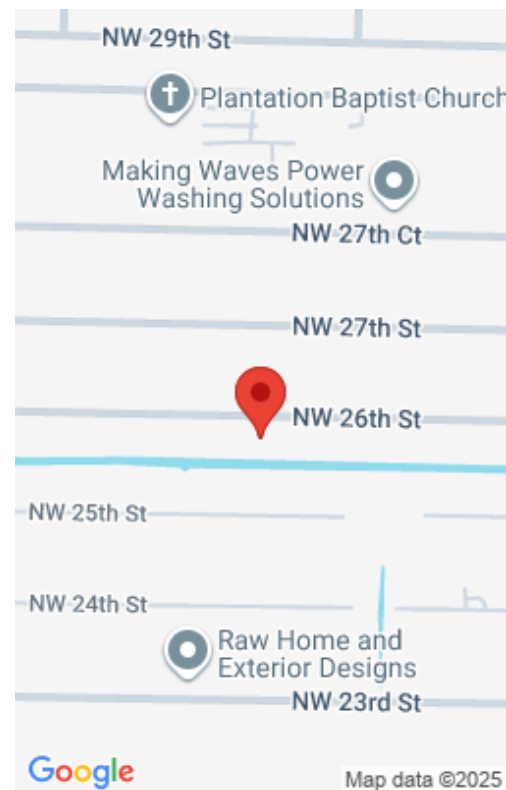 NW 29th St
Plantation Baptist Church
Making Waves Power
Washing Solutions
NW 27th Ct
NW 27th St
NW 26th St
NW 25th St
NW 24th St
Raw Home and
Exterior Designs
NW 23rd St
Google
Map data ©2025